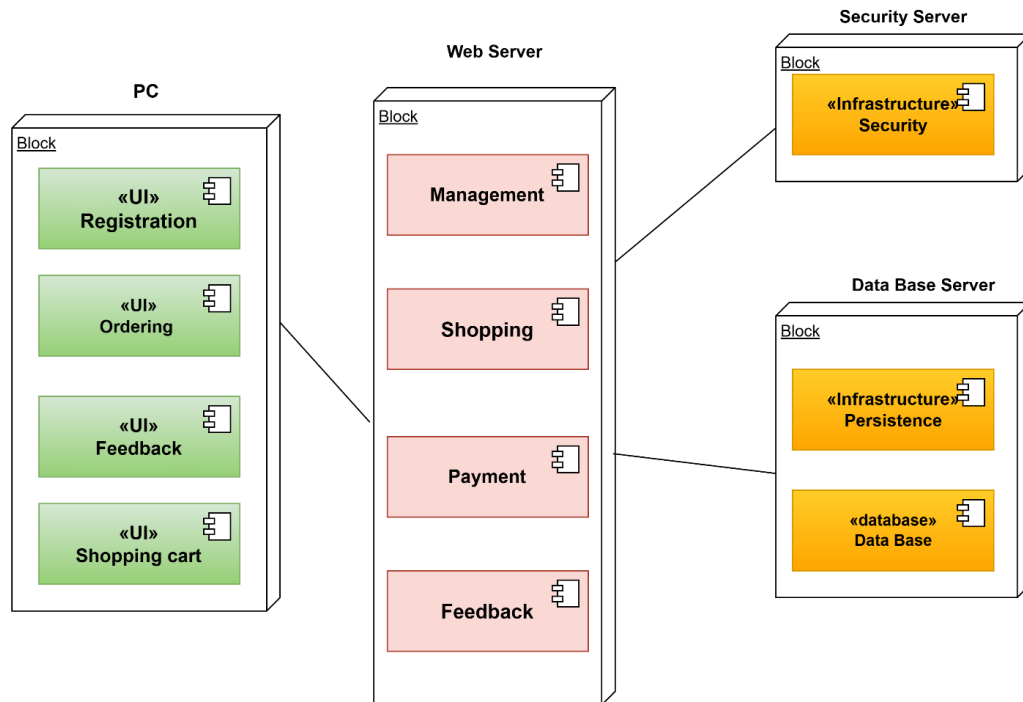 PC
Block
«UI»
Registration
«UI»
Ordering
«UI»
Feedback
«UI»
Shopping cart
Web Server
Block
Management
Shopping
Payment
Feedback
Security Server
Block
«Infrastructure»
Security
Data Base Server
Block
«Infrastructure»
Persistence
«database»
Data Base